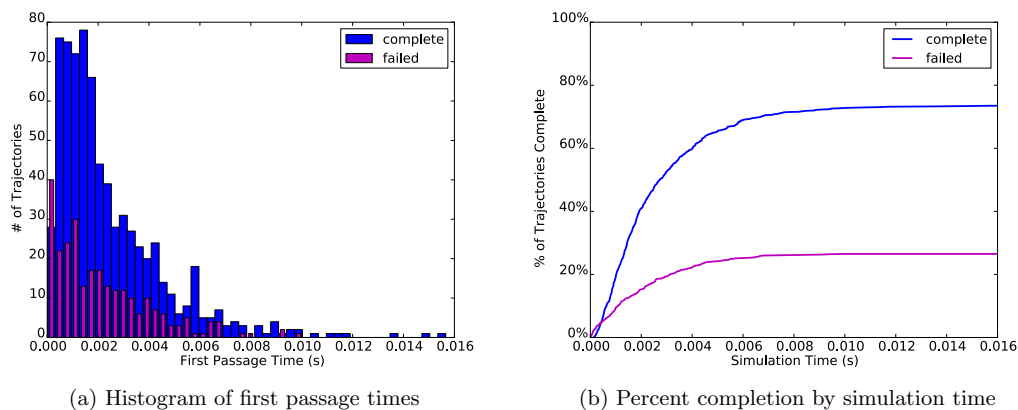 80
70
60
50
40
30
20
10
0
# of Trajectories
complete
failed
0.000 0.002 0.004 0.006 0.008 0.010 0.012 0.014 0.016
First Passage Time (s)
(a) Histogram of first passage times
100%
80%
60%
40%
20%
0%
% of Trajectories Complete
complete
failed
0.000 0.002 0.004 0.006 0.008 0.010 0.012 0.014 0.016
Simulation Time (s)
(b) Percent completion by simulation time